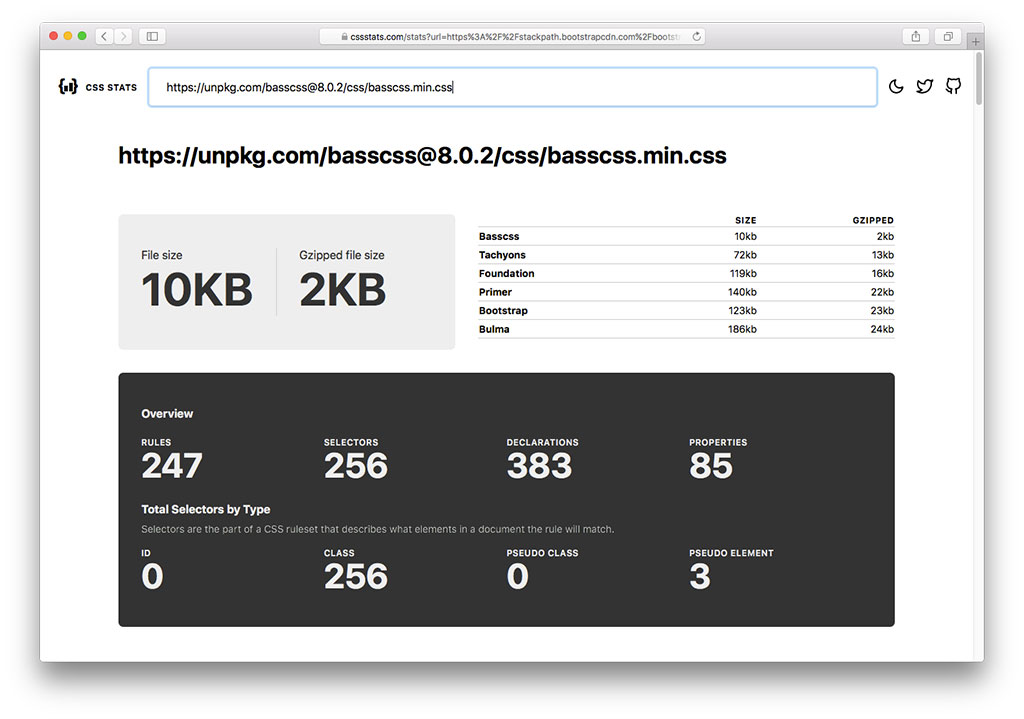 cssstats.com/stats?url=https%3A%2F%2Fstackpath.bootstrapcdn.com%2Fbootstr
CSS STATS
https://unpkg.com/basscss@8.0.2/css/basscss.min.css
https://unpkg.com/basscss@8.0.2/css/basscss.min.css
File size
10KB
Gzipped file size
2KB
SIZE GZIPPED
Basscss 10kb 2kb
Tachyons 72kb 13kb
Foundation 119kb 16kb
Primer 140kb 22kb
Bootstrap 123kb 23kb
Bulma 186kb 24kb
Overview
RULES SELECTORS DECLARATIONS PROPERTIES
247 256 383 85
Total Selectors by Type
Selectors are the part of a CSS ruleset that describes what elements in a document the rule will match.
ID CLASS PSEUDO CLASS PSEUDO ELEMENT
0 256 0 3